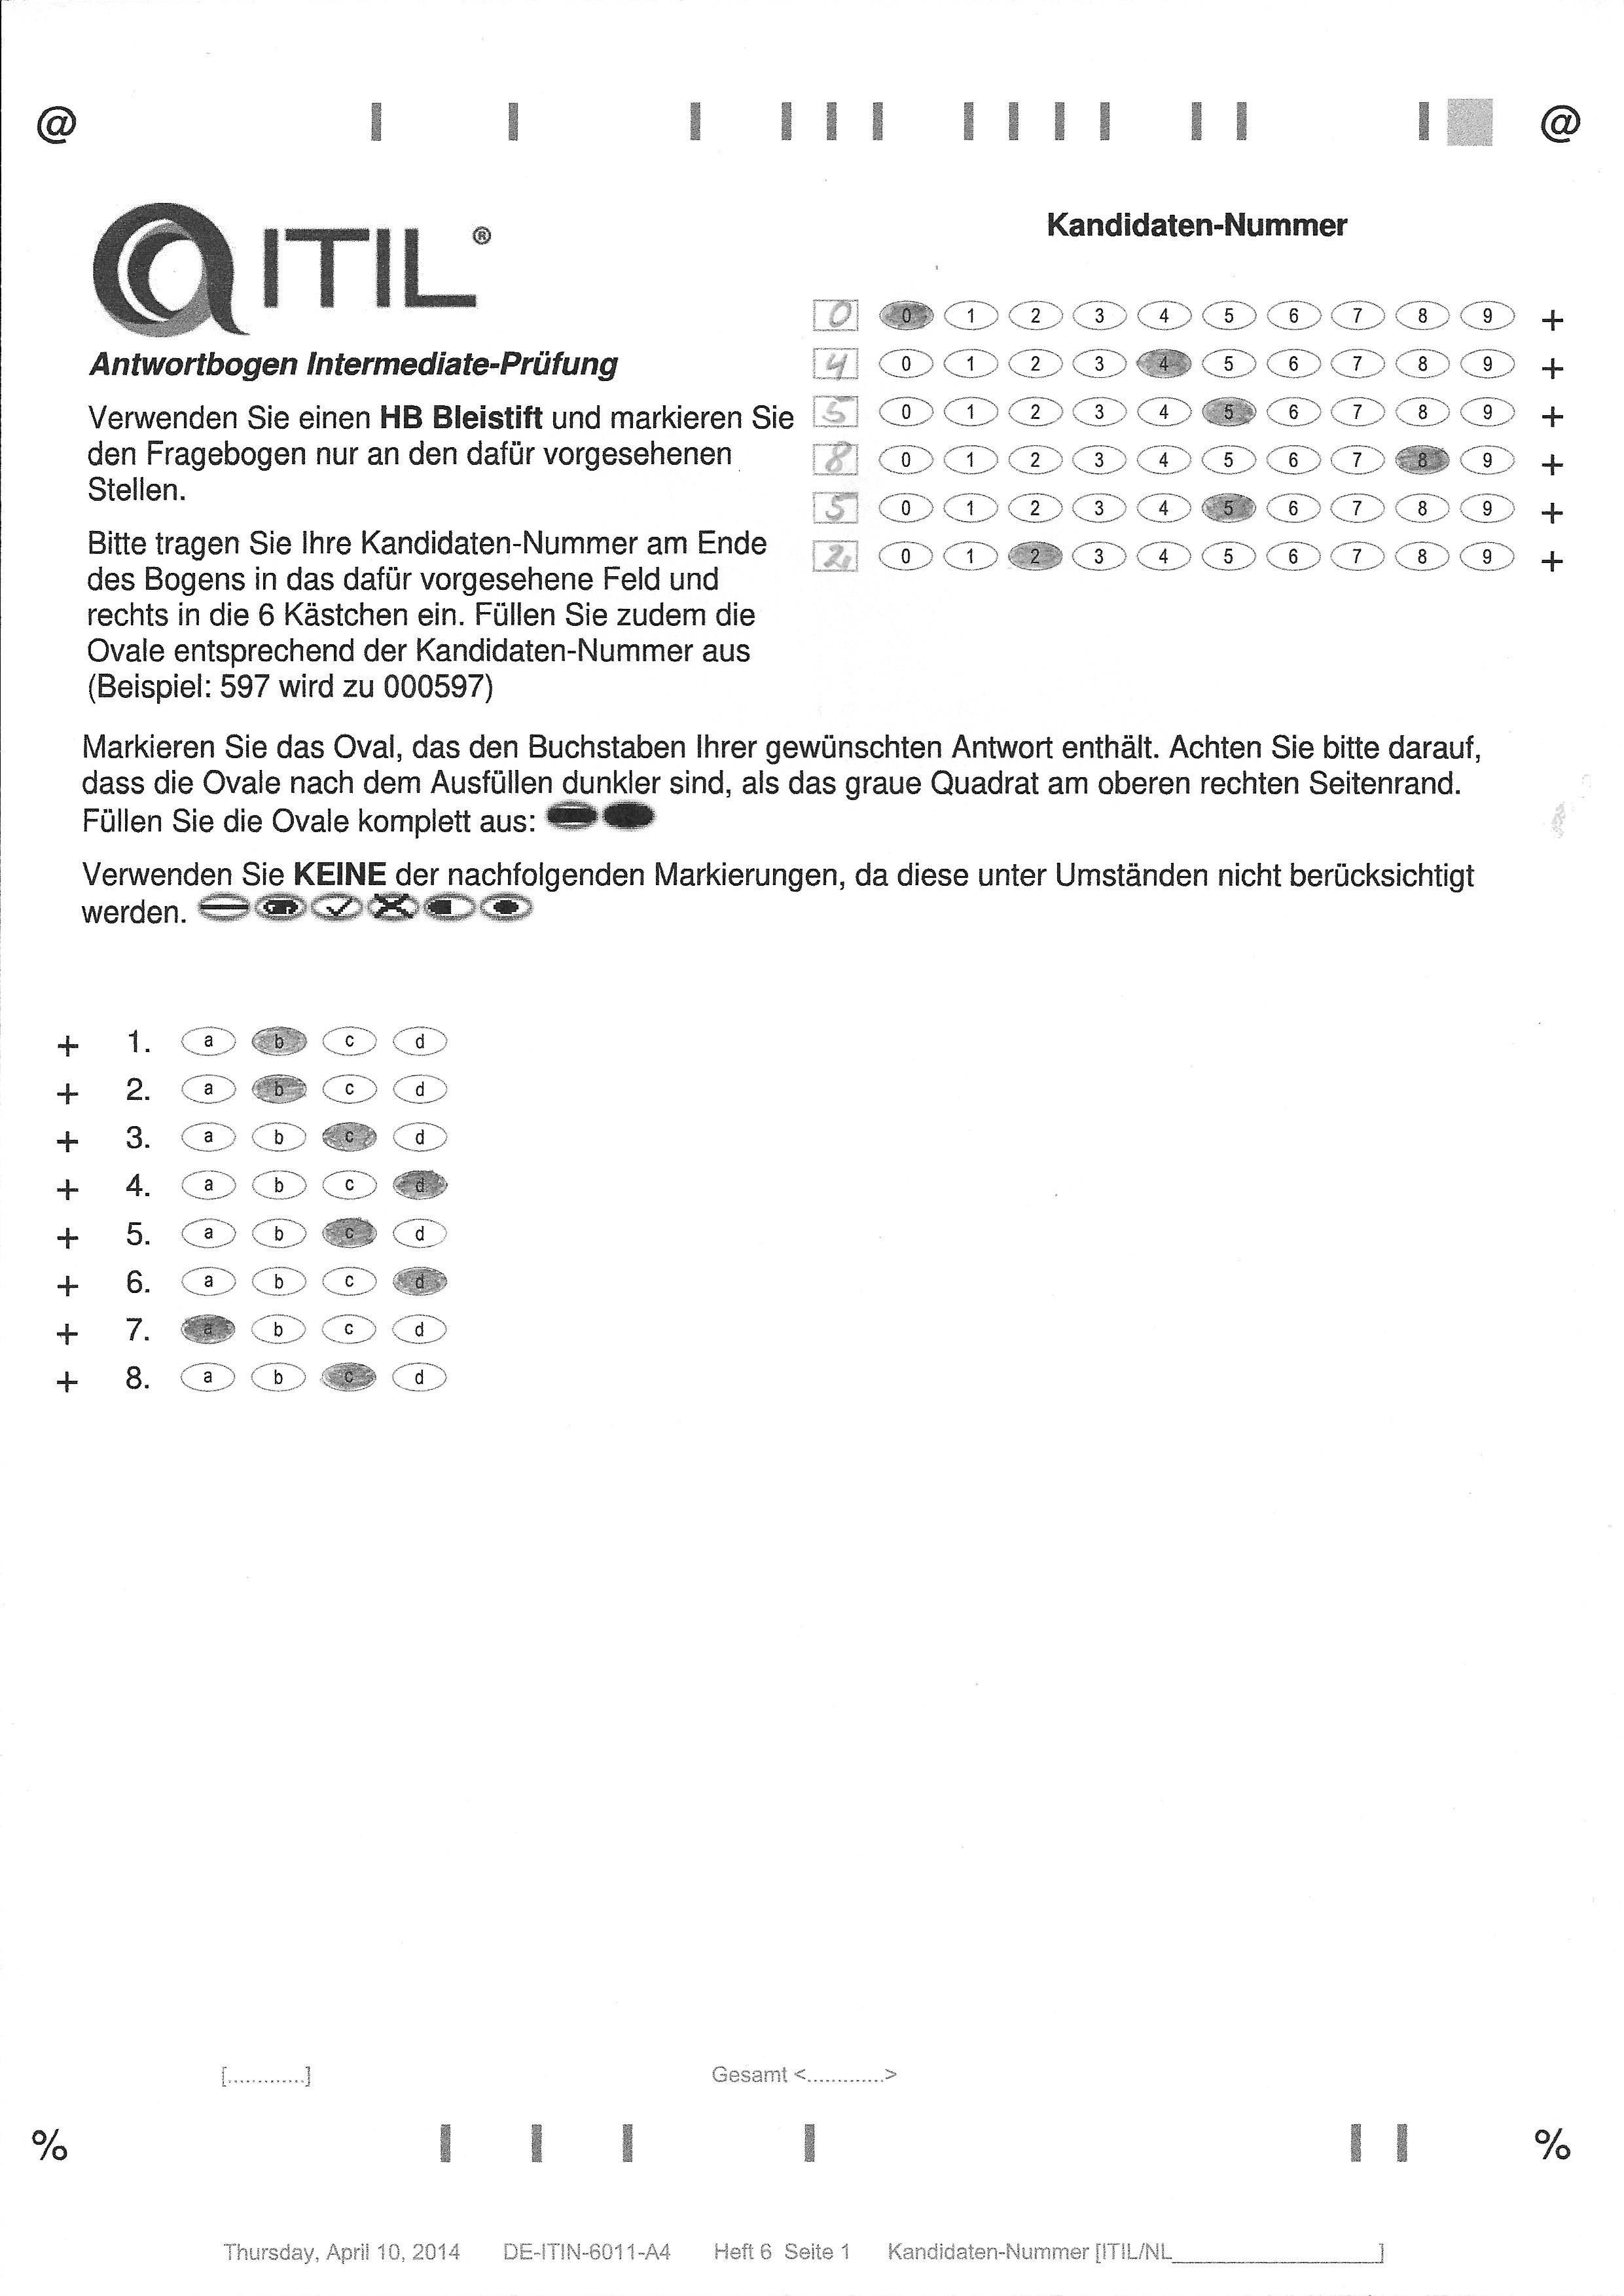 @ @
ITIL®
Kandidaten-Nummer
0 0 1 2 3 4 5 6 7 8 9 +
4 0 1 2 3 4 5 6 7 8 9 +
5 0 1 2 3 4 5 6 7 8 9 +
8 0 1 2 3 4 5 6 7 8 9 +
5 0 1 2 3 4 5 6 7 8 9 +
2 0 1 2 3 4 5 6 7 8 9 +
Antwortbogen Intermediate-Prüfung
Verwenden Sie einen HB Bleistift und markieren Sie
den Fragebogen nur an den dafür vorgesehenen
Stellen.
Bitte tragen Sie Ihre Kandidaten-Nummer am Ende
des Bogens in das dafür vorgesehene Feld und
rechts in die 6 Kästchen ein. Füllen Sie zudem die
Ovale entsprechend der Kandidaten-Nummer aus
(Beispiel: 597 wird zu 000597)
Markieren Sie das Oval, das den Buchstaben Ihrer gewünschten Antwort enthält. Achten Sie bitte darauf,
dass die Ovale nach dem Ausfüllen dunkler sind, als das graue Quadrat am oberen rechten Seitenrand.
Füllen Sie die Ovale komplett aus:
Verwenden Sie KEINE der nachfolgenden Markierungen, da diese unter Umständen nicht berücksichtigt
werden.
+ 1. a b c d
+ 2. a b c d
+ 3. a b c d
+ 4. a b c d
+ 5. a b c d
+ 6. a b c d
+ 7. a b c d
+ 8. a b c d
[.............] Gesamt <.............>
% %
Thursday, April 10, 2014 DE-ITIN-6011-A4 Heft 6 Seite 1 Kandidaten-Nummer [ITIL/NL__________________]